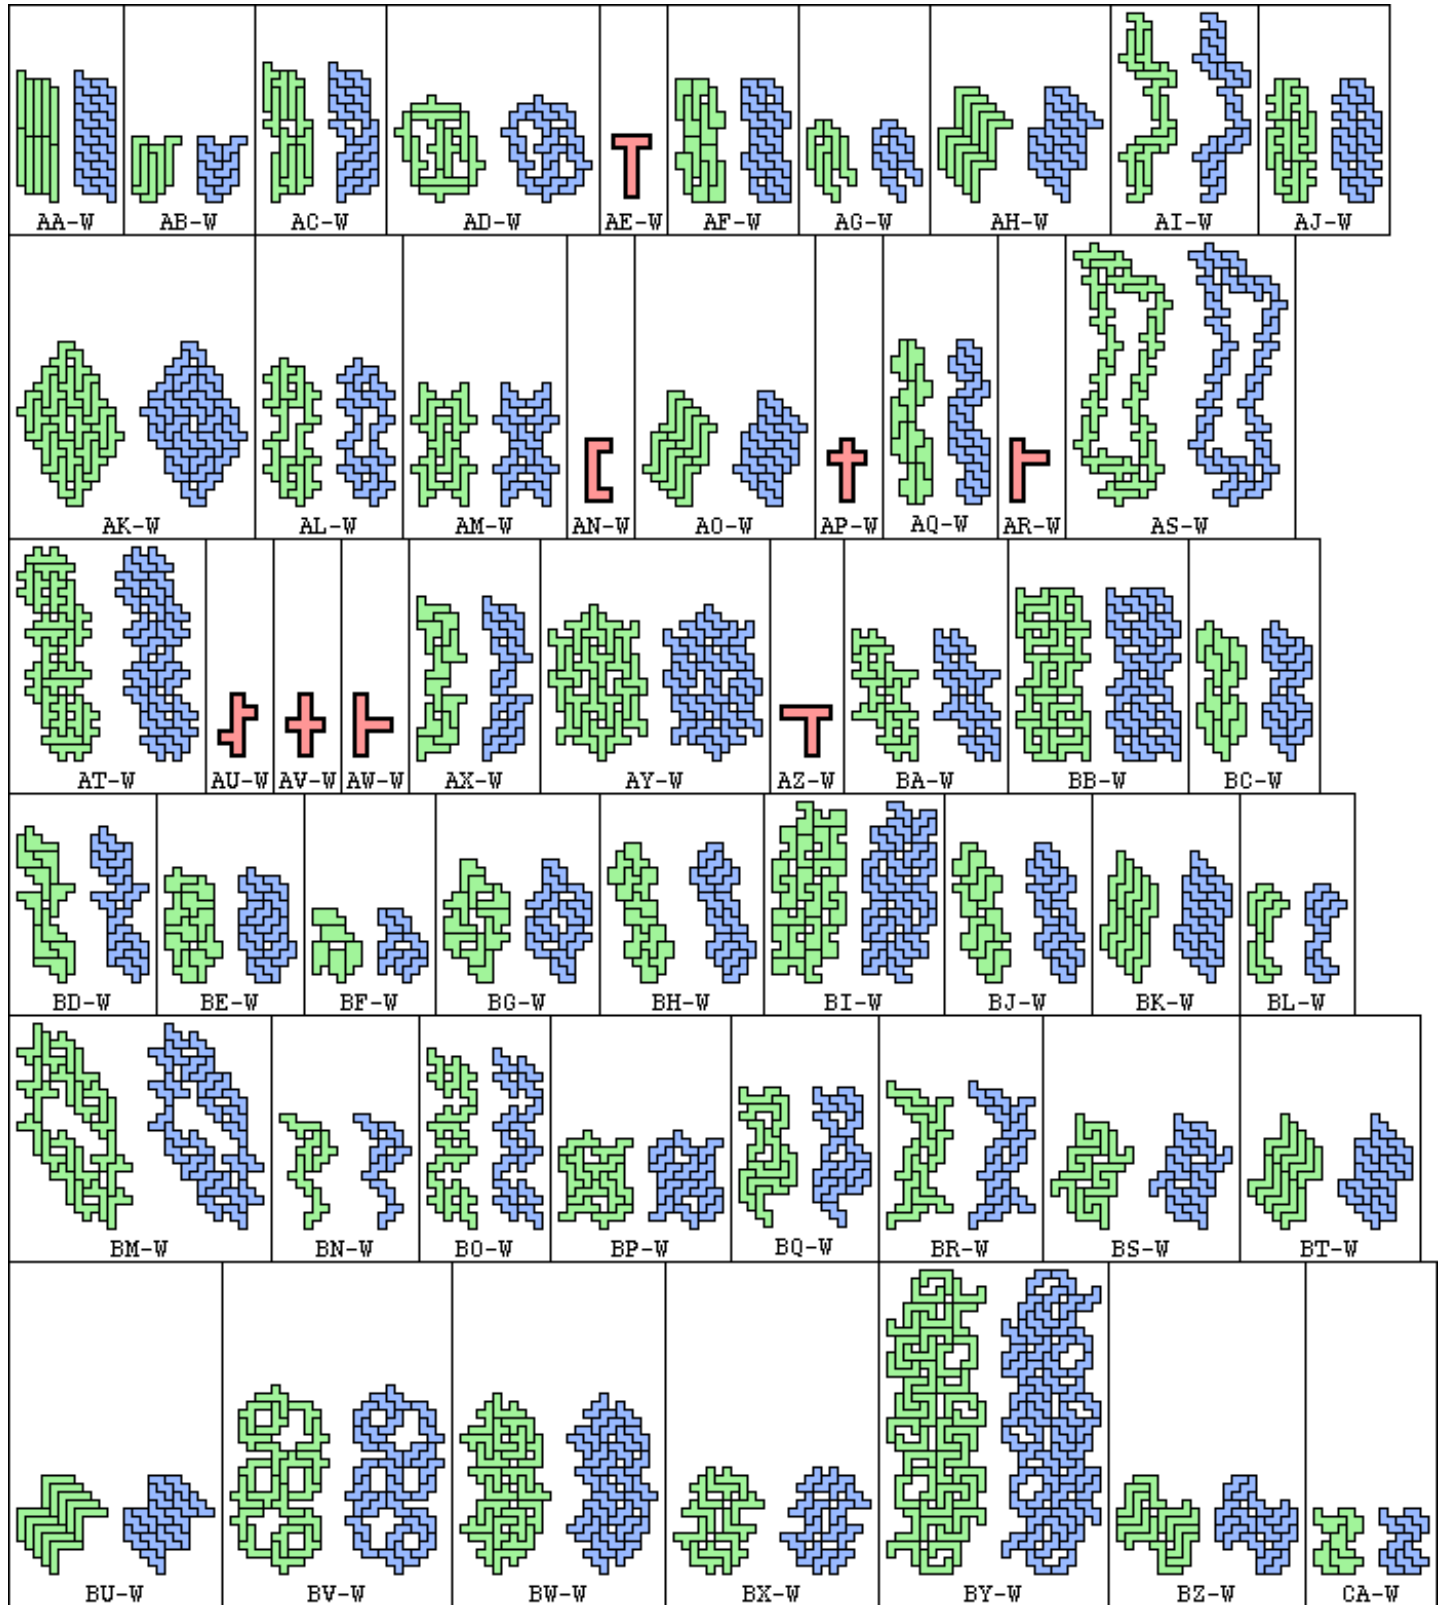 AA-W AB-W AC-W AD-W AE-W AF-W AG-W AH-W AI-W AJ-W
AK-W AL-W AM-W AN-W AO-W AP-W AQ-W AR-W AS-W
AT-W AU-W AV-W AW-W AX-W AY-W AZ-W BA-W BB-W BC-W
BD-W BE-W BF-W BG-W BH-W BI-W BJ-W BK-W BL-W
BM-W BN-W BO-W BP-W BQ-W BR-W BS-W BT-W
BU-W BV-W BW-W BX-W BY-W BZ-W CA-W